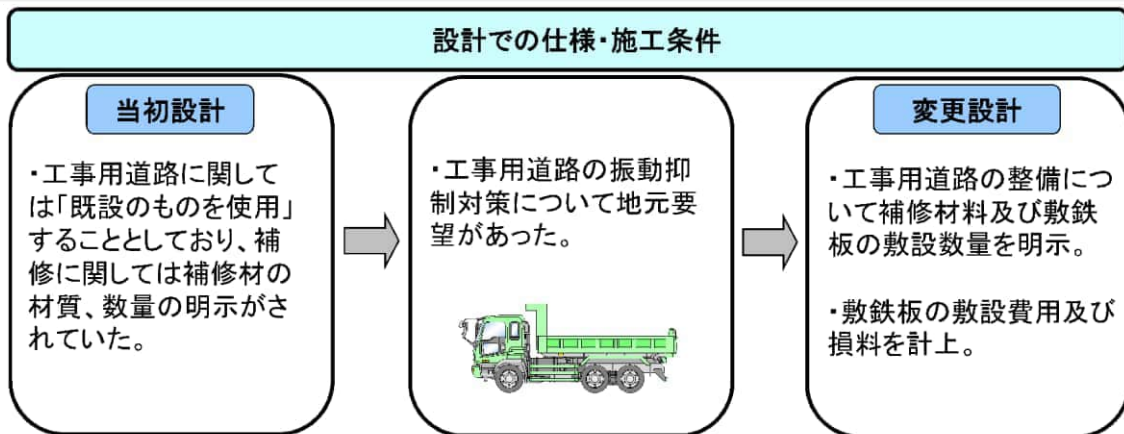 設計での仕様・施工条件
当初設計
・工事用道路に関して
は「既設のものを使用」
することとしており、補
修に関しては補修材の
材質、数量の明示がさ
れていた。
・工事用道路の振動抑
制対策について地元要
望があった。
変更設計
・工事用道路の整備につ
いて補修材料及び敷鉄
板の敷設数量を明示。
・敷鉄板の敷設費用及び
損料を計上。